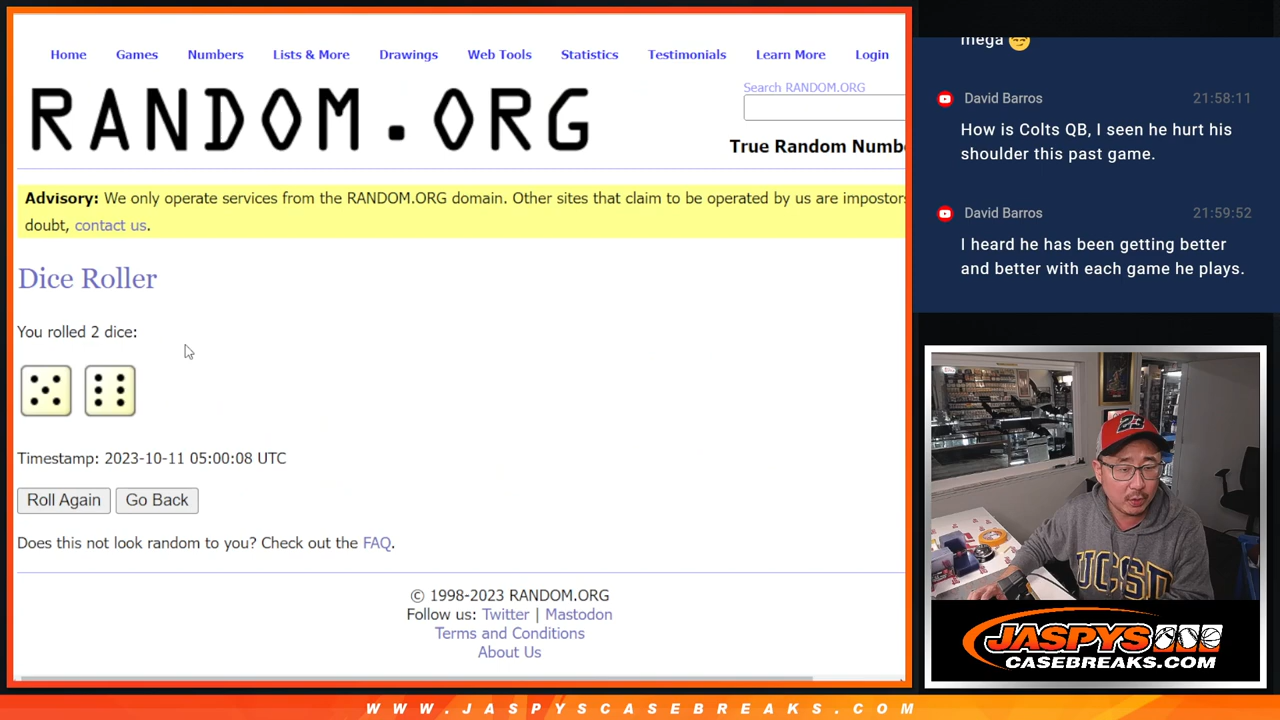 Home Games Numbers Lists & More Drawings Web Tools Statistics Testimonials Learn More Login
RANDOM.ORG
Search RANDOM.ORG
True Random Numb
Advisory: We only operate services from the RANDOM.ORG domain. Other sites that claim to be operated by us are impostors
doubt, contact us.
Dice Roller
You rolled 2 dice:
Timestamp: 2023-10-11 05:00:08 UTC
Roll Again Go Back
Does this not look random to you? Check out the FAQ.
© 1998-2023 RANDOM.ORG
Follow us: Twitter | Mastodon
Terms and Conditions
About Us
mega 😏
David Barros 21:58:11
How is Colts QB, I seen he hurt his
shoulder this past game.
David Barros 21:59:52
I heard he has been getting better
and better with each game he plays.
23
UCSD
JASPYS
CASEBREAKS.COM
WWW.JASPYSCASEBREAKS.COM